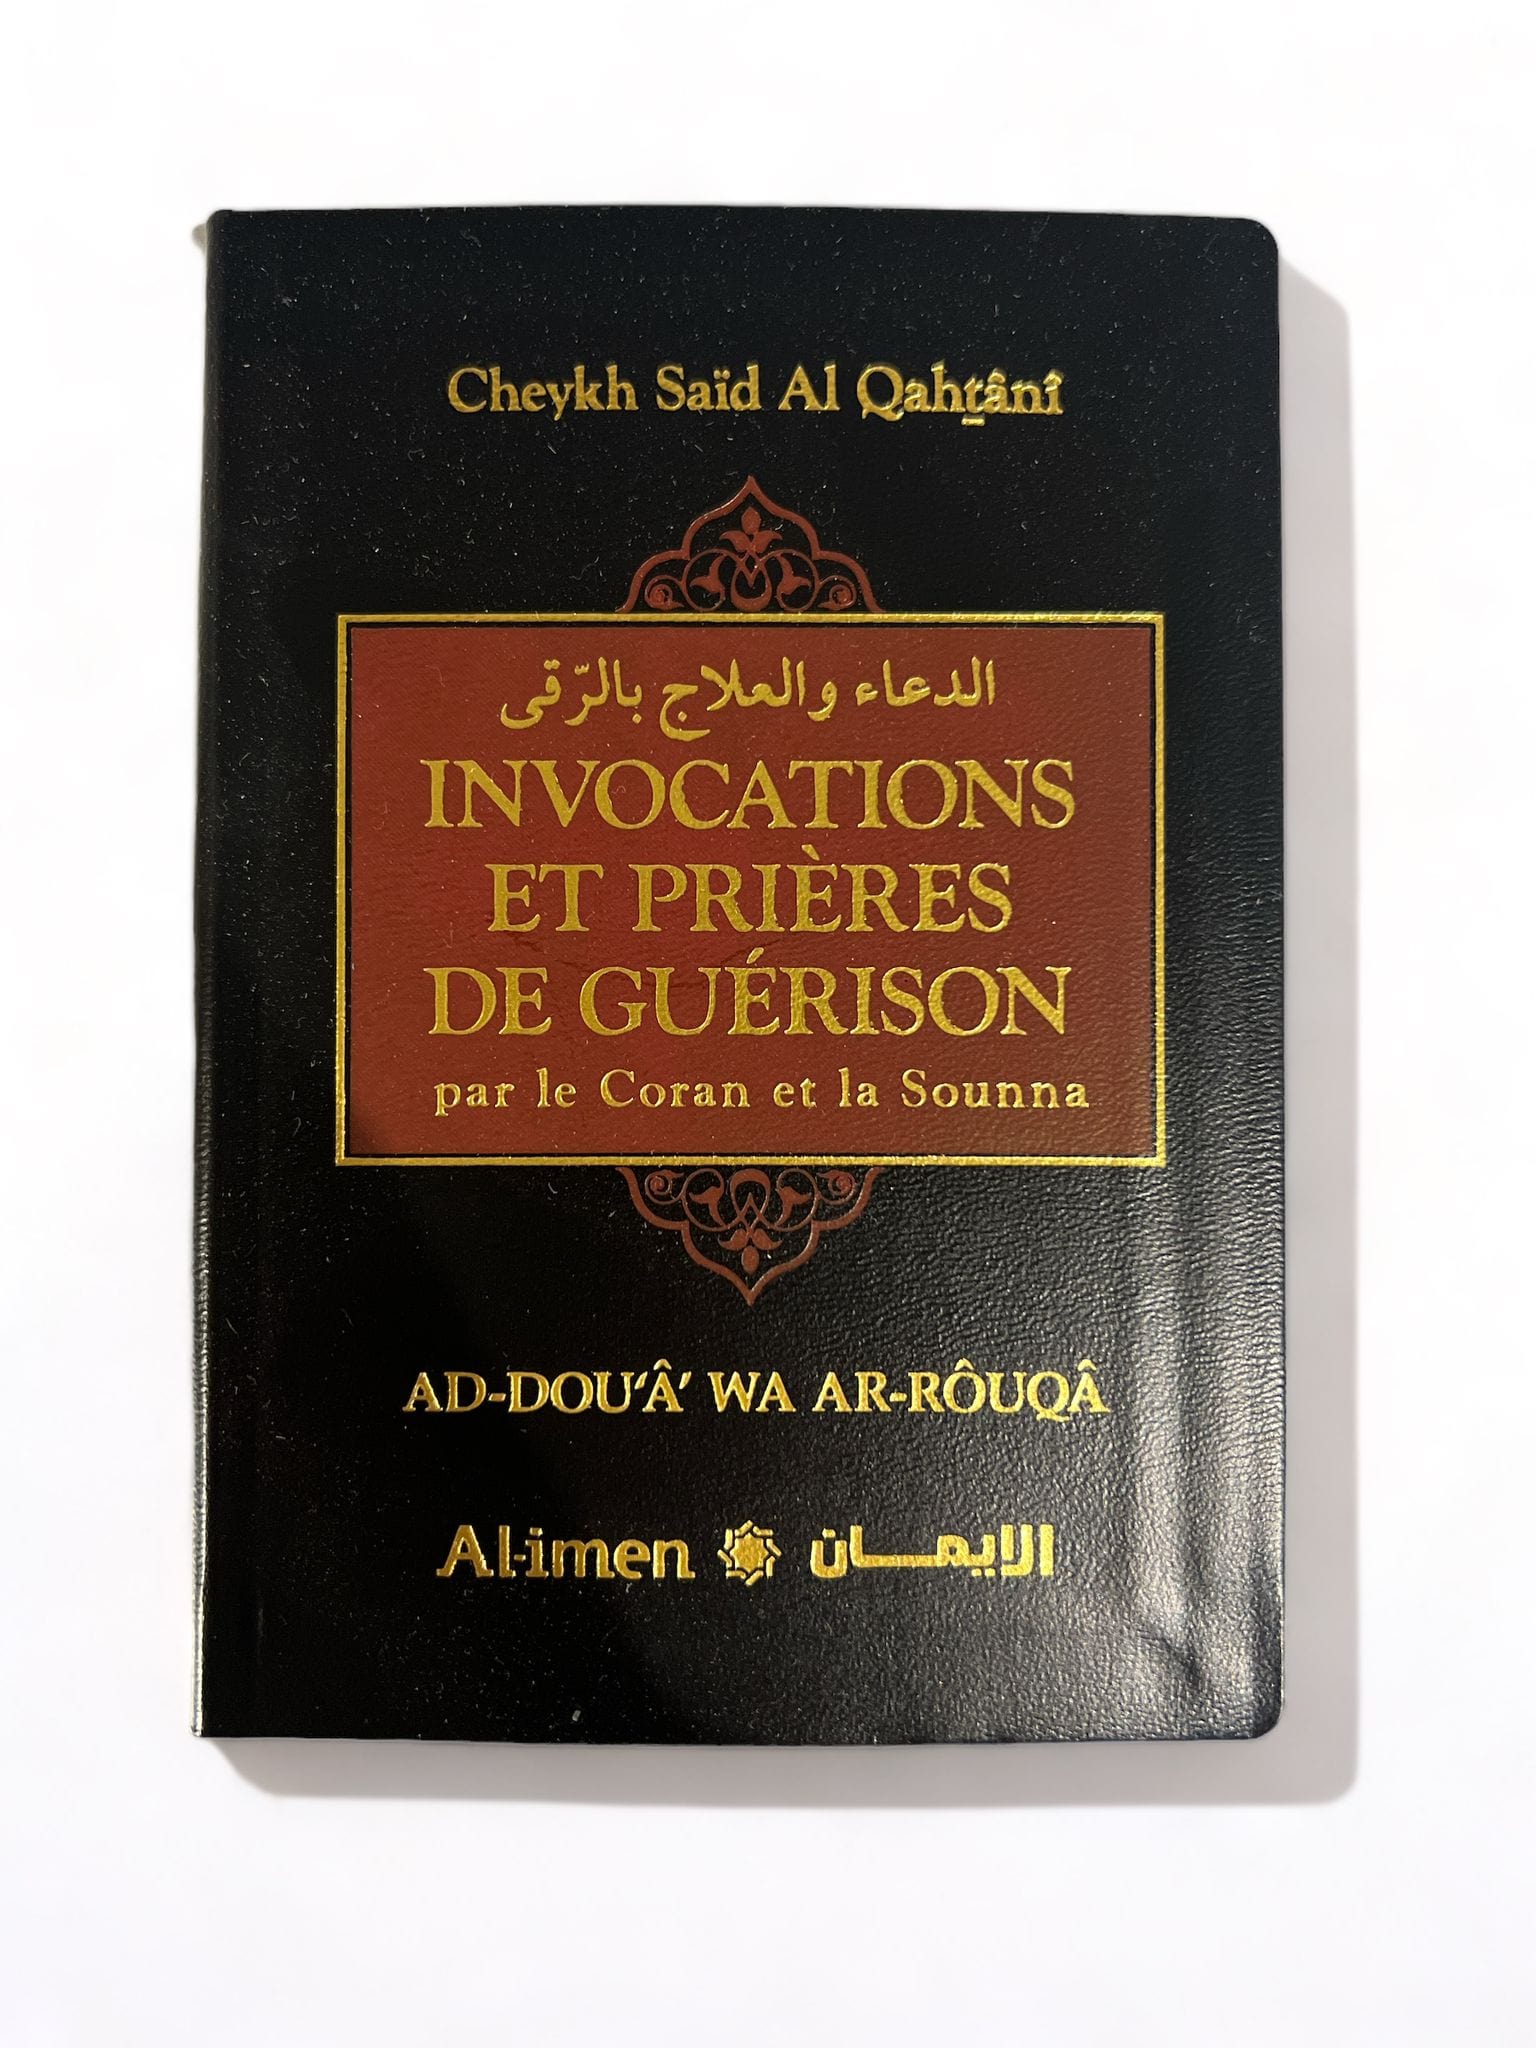 Cheykh Saïd Al Qahṯânî
الدعاء والعلاج بالرّقى
INVOCATIONS
ET PRIÈRES
DE GUÉRISON
par le Coran et la Sounna
AD-DOU‘Â’ WA AR-RÔUQÂ
Al-imen الايمان